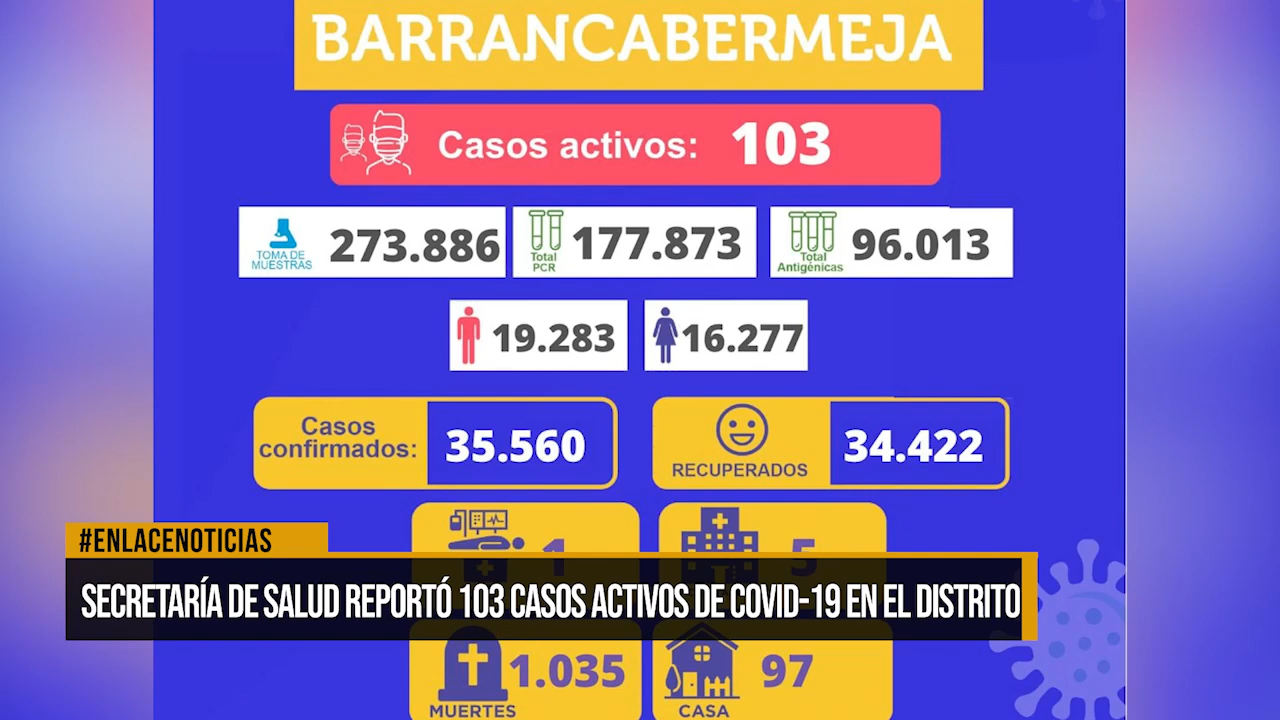 BARRANCABERMEJA
Casos activos: 103
TOMA DE
MUESTRAS
273.886
Total
PCR
177.873
Total
Antigénicas
96.013
19.283
16.277
Casos
confirmados:
35.560
RECUPERADOS
34.422
1
5
#ENLACENOTICIAS
SECRETARÍA DE SALUD REPORTÓ 103 CASOS ACTIVOS DE COVID-19 EN EL DISTRITO
1.035
MUERTES
97
CASA